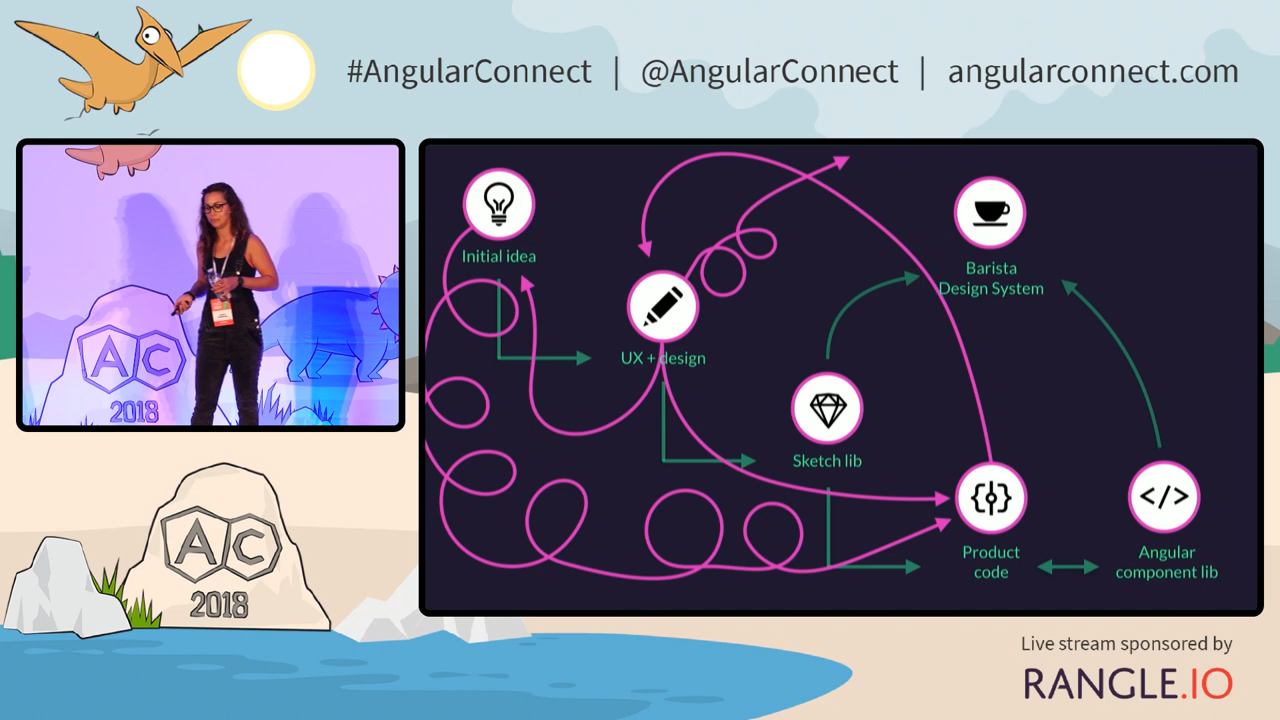 #AngularConnect | @AngularConnect | angularconnect.com
AC
2018
Initial idea
UX + design
Sketch lib
Barista
Design System
Product
code
Angular
component lib
AC
2018
Live stream sponsored by
RANGLE.IO